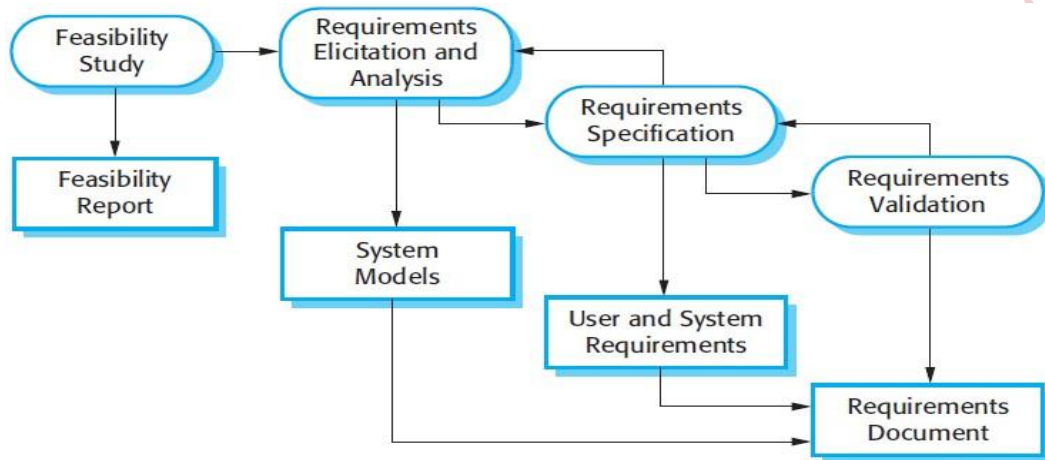 Feasibility
Study
Requirements
Elicitation and
Analysis
Requirements
Specification
Requirements
Validation
Feasibility
Report
System
Models
User and System
Requirements
Requirements
Document